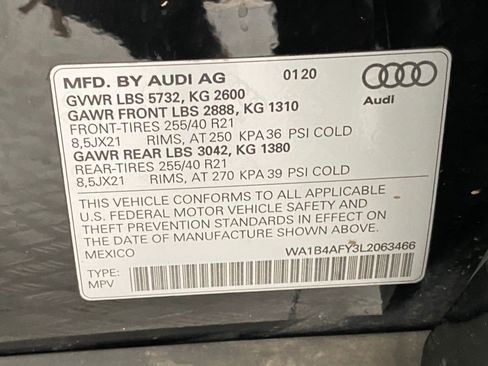 MFD. BY AUDI AG 0120
GVWR LBS 5732, KG 2600
GAWR FRONT LBS 2888, KG 1310
FRONT-TIRES 255/40 R21
8,5JX21 RIMS, AT 250 KPA 36 PSI COLD
GAWR REAR LBS 3042, KG 1380
REAR-TIRES 255/40 R21
8,5JX21 RIMS, AT 270 KPA 39 PSI COLD
Audi
THIS VEHICLE CONFORMS TO ALL APPLICABLE
U.S. FEDERAL MOTOR VEHICLE SAFETY AND
THEFT PREVENTION STANDARDS IN EFFECT ON
THE DATE OF MANUFACTURE SHOWN ABOVE.
MEXICO WA1B4AFY3L2063466
TYPE:
MPV